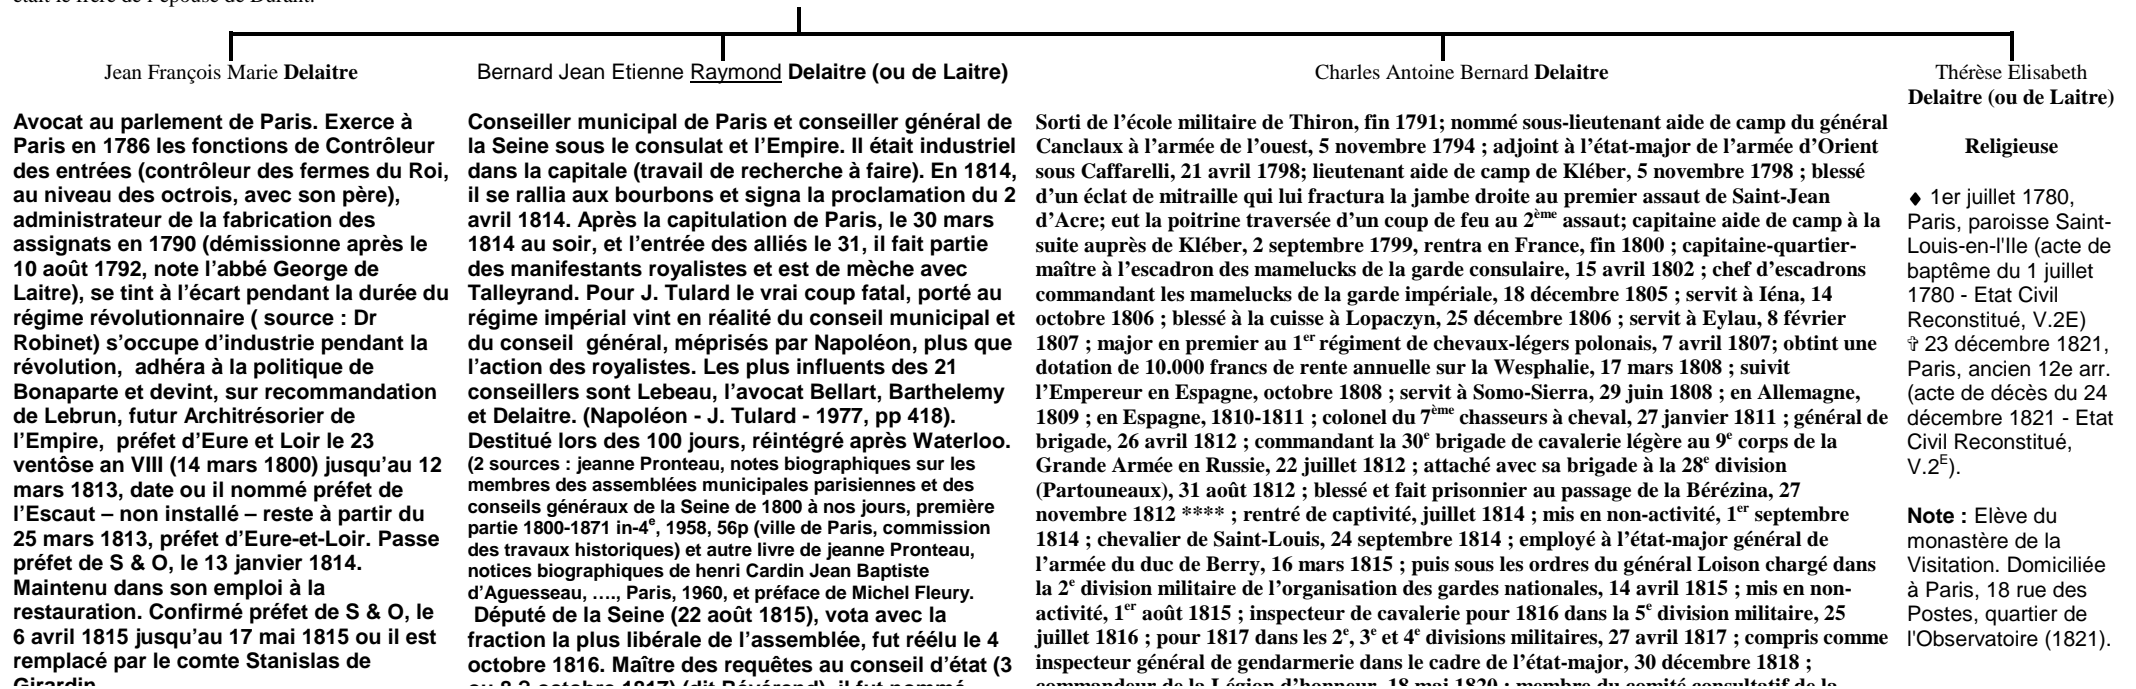 était le frère de l'épouse de Durant.
Jean François Marie Delaitre
Avocat au parlement de Paris. Exerce à
Paris en 1786 les fonctions de Contrôleur
des entrées (contrôleur des fermes du Roi,
au niveau des octrois, avec son père),
administrateur de la fabrication des
assignats en 1790 (démissionne après le
10 août 1792, note l'abbé George de
Laitre), se tint à l'écart pendant la durée du
régime révolutionnaire ( source : Dr
Robinet) s'occupe d'industrie pendant la
révolution, adhéra à la politique de
Bonaparte et devint, sur recommandation
de Lebrun, futur Architrésorier de
l'Empire, préfet d'Eure et Loir le 23
ventôse an VIII (14 mars 1800) jusqu'au 12
mars 1813, date ou il nommé préfet de
l'Escaut – non installé – reste à partir du
25 mars 1813, préfet d'Eure-et-Loir. Passe
préfet de S & O, le 13 janvier 1814.
Maintenu dans son emploi à la
restauration. Confirmé préfet de S & O, le
6 avril 1815 jusqu'au 17 mai 1815 ou il est
remplacé par le comte Stanislas de
Girardin
Bernard Jean Etienne Raymond Delaitre (ou de Laitre)
Conseiller municipal de Paris et conseiller général de
la Seine sous le consulat et l'Empire. Il était industriel
dans la capitale (travail de recherche à faire). En 1814,
il se rallia aux bourbons et signa la proclamation du 2
avril 1814. Après la capitulation de Paris, le 30 mars
1814 au soir, et l'entrée des alliés le 31, il fait partie
des manifestants royalistes et est de mèche avec
Talleyrand. Pour J. Tulard le vrai coup fatal, porté au
régime impérial vint en réalité du conseil municipal et
du conseil général, méprisés par Napoléon, plus que
l'action des royalistes. Les plus influents des 21
conseillers sont Lebeau, l'avocat Bellart, Barthelemy
et Delaitre. (Napoléon - J. Tulard - 1977, pp 418).
Destitué lors des 100 jours, réintégré après Waterloo.
(2 sources : jeanne Pronteau, notes biographiques sur les
membres des assemblées municipales parisiennes et des
conseils généraux de la Seine de 1800 à nos jours, première
partie 1800-1871 in-4e, 1958, 56p (ville de Paris, commission
des travaux historiques) et autre livre de jeanne Pronteau,
notices biographiques de henri Cardin Jean Baptiste
d'Aguesseau, …., Paris, 1960, et préface de Michel Fleury.
Député de la Seine (22 août 1815), vota avec la
fraction la plus libérale de l'assemblée, fut réélu le 4
octobre 1816. Maître des requêtes au conseil d'état (3
ou 8 ? octobre 1817) (dit Révérend), il fut nommé
Charles Antoine Bernard Delaitre
Sorti de l'école militaire de Thiron, fin 1791; nommé sous-lieutenant aide de camp du général
Canclaux à l'armée de l'ouest, 5 novembre 1794 ; adjoint à l'état-major de l'armée d'Orient
sous Caffarelli, 21 avril 1798; lieutenant aide de camp de Kléber, 5 novembre 1798 ; blessé
d'un éclat de mitraille qui lui fractura la jambe droite au premier assaut de Saint-Jean
d'Acre; eut la poitrine traversée d'un coup de feu au 2ème assaut; capitaine aide de camp à la
suite auprès de Kléber, 2 septembre 1799, rentra en France, fin 1800 ; capitaine-quartier-
maître à l'escadron des mamelucks de la garde consulaire, 15 avril 1802 ; chef d'escadrons
commandant les mamelucks de la garde impériale, 18 décembre 1805 ; servit à Iéna, 14
octobre 1806 ; blessé à la cuisse à Lopaczyn, 25 décembre 1806 ; servit à Eylau, 8 février
1807 ; major en premier au 1er régiment de chevaux-légers polonais, 7 avril 1807; obtint une
dotation de 10.000 francs de rente annuelle sur la Wesphalie, 17 mars 1808 ; suivit
l'Empereur en Espagne, octobre 1808 ; servit à Somo-Sierra, 29 juin 1808 ; en Allemagne,
1809 ; en Espagne, 1810-1811 ; colonel du 7ème chasseurs à cheval, 27 janvier 1811 ; général de
brigade, 26 avril 1812 ; commandant la 30e brigade de cavalerie légère au 9e corps de la
Grande Armée en Russie, 22 juillet 1812 ; attaché avec sa brigade à la 28e division
(Partouneaux), 31 août 1812 ; blessé et fait prisonnier au passage de la Bérézina, 27
novembre 1812 **** ; rentré de captivité, juillet 1814 ; mis en non-activité, 1er septembre
1814 ; chevalier de Saint-Louis, 24 septembre 1814 ; employé à l'état-major général de
l'armée du duc de Berry, 16 mars 1815 ; puis sous les ordres du général Loison chargé dans
la 2e division militaire de l'organisation des gardes nationales, 14 avril 1815 ; mis en non-
activité, 1er août 1815 ; inspecteur de cavalerie pour 1816 dans la 5e division militaire, 25
juillet 1816 ; pour 1817 dans les 2e, 3e et 4e divisions militaires, 27 avril 1817 ; compris comme
inspecteur général de gendarmerie dans le cadre de l'état-major, 30 décembre 1818 ;
commandeur de la Légion d'honneur, 18 mai 1820 ; membre du comité consultatif de la
Thérèse Elisabeth
Delaitre (ou de Laitre)
Religieuse
♦ 1er juillet 1780,
Paris, paroisse Saint-
Louis-en-l'Ile (acte de
baptême du 1 juillet
1780 - Etat Civil
Reconstitué, V.2E)
✞ 23 décembre 1821,
Paris, ancien 12e arr.
(acte de décès du 24
décembre 1821 - Etat
Civil Reconstitué,
V.2E).
Note : Elève du
monastère de la
Visitation. Domiciliée
à Paris, 18 rue des
Postes, quartier de
l'Observatoire (1821).